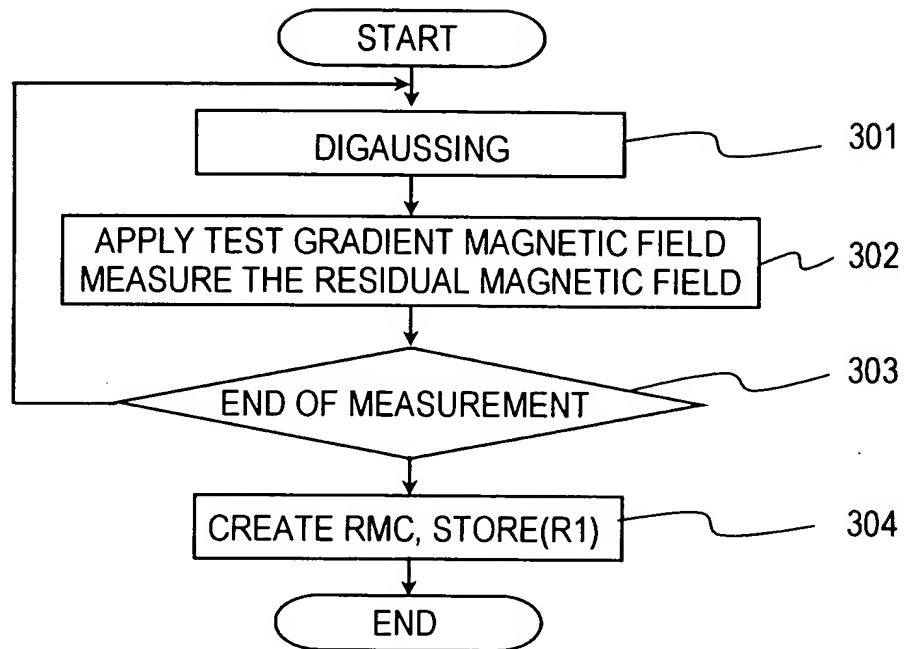 START
DIGAUSSING
301
APPLY TEST GRADIENT MAGNETIC FIELD
MEASURE THE RESIDUAL MAGNETIC FIELD
302
END OF MEASUREMENT
303
CREATE RMC, STORE(R1)
304
END